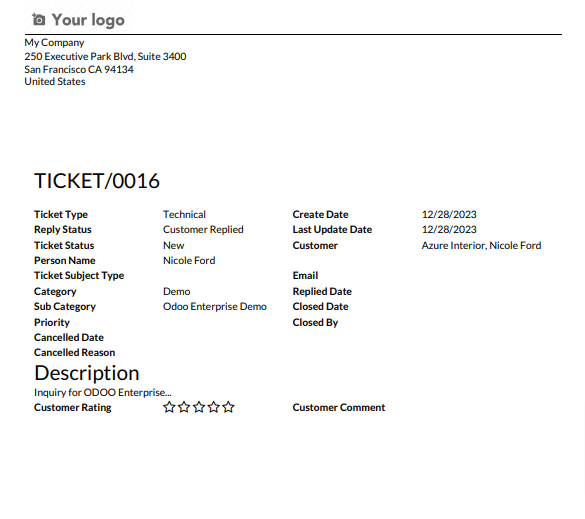 Your logo
My Company
250 Executive Park Blvd, Suite 3400
San Francisco CA 94134
United States
TICKET/0016
Ticket Type Technical Create Date 12/28/2023
Reply Status Customer Replied Last Update Date 12/28/2023
Ticket Status New Customer Azure Interior, Nicole Ford
Person Name Nicole Ford
Ticket Subject Type Email
Category Demo Replied Date
Sub Category Odoo Enterprise Demo Closed Date
Priority Closed By
Cancelled Date
Cancelled Reason
Description
Inquiry for ODOO Enterprise...
Customer Rating Customer Comment